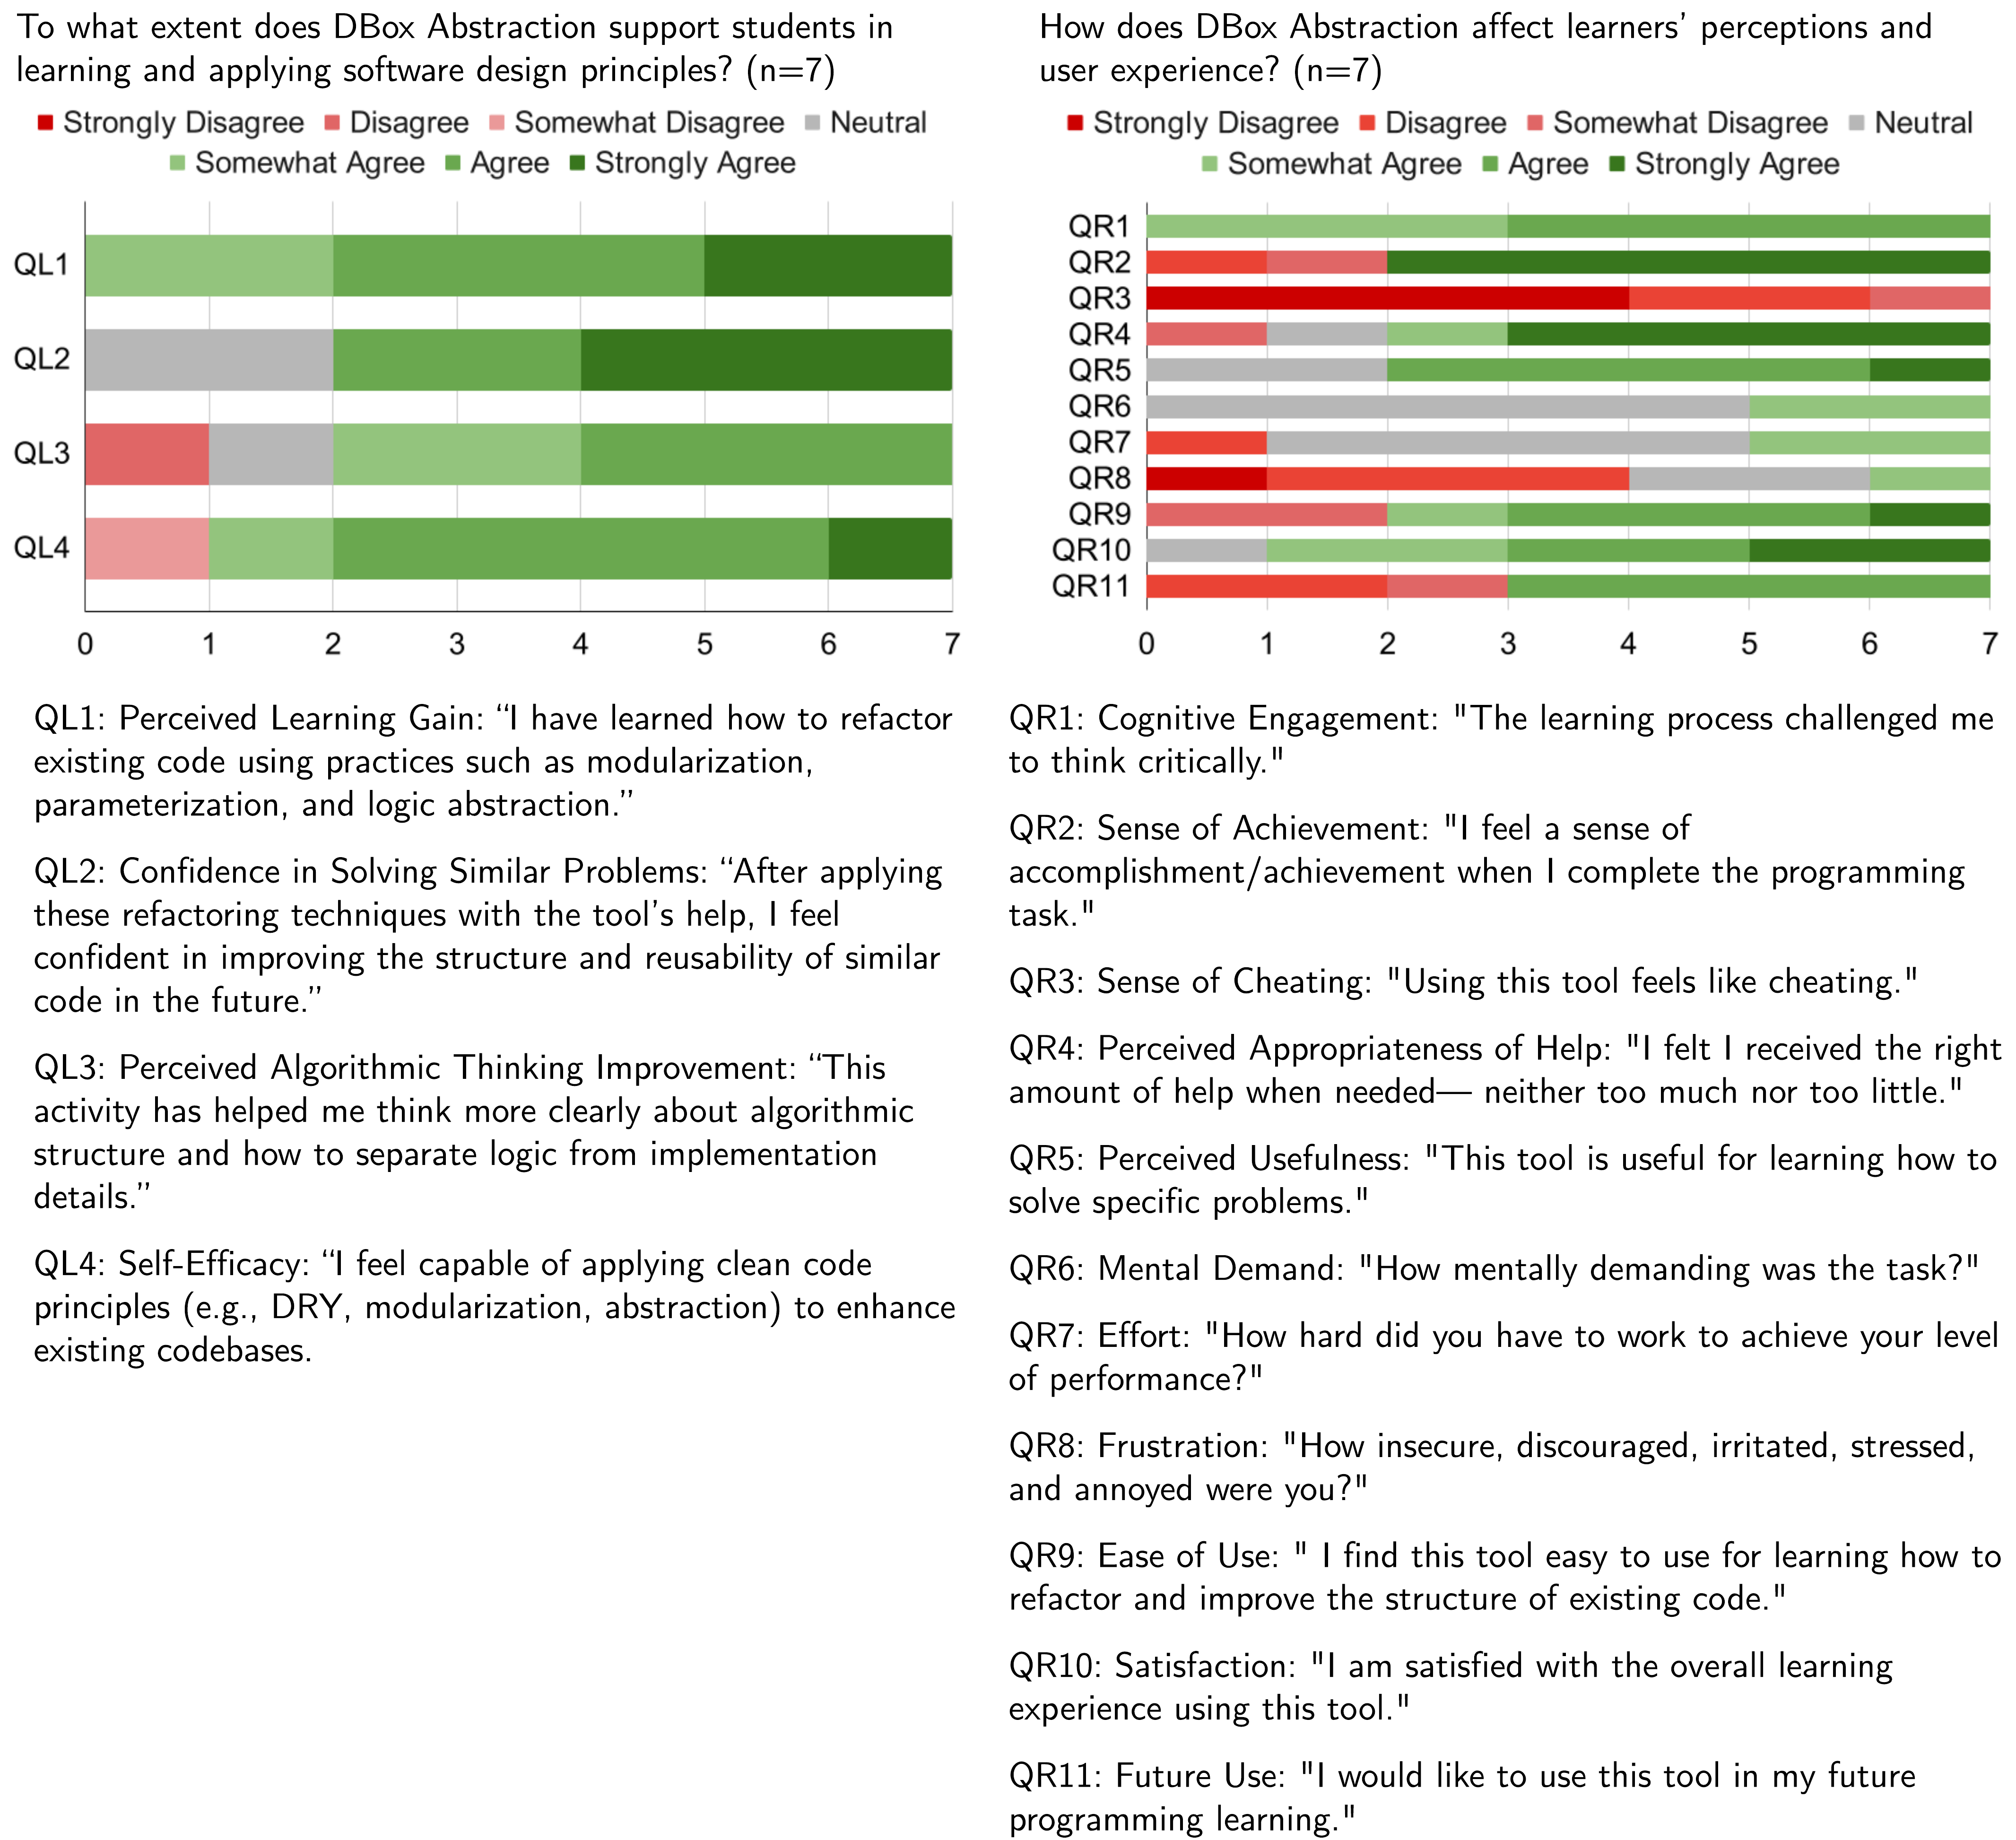 To what extent does DBox Abstraction support students in
learning and applying software design principles? (n=7)
Strongly Disagree Disagree Somewhat Disagree Neutral
Somewhat Agree Agree Strongly Agree
QL1
QL2
QL3
QL4
0 1 2 3 4 5 6 7
QL1: Perceived Learning Gain: “I have learned how to refactor
existing code using practices such as modularization,
parameterization, and logic abstraction.”
QL2: Confidence in Solving Similar Problems: “After applying
these refactoring techniques with the tool’s help, I feel
confident in improving the structure and reusability of similar
code in the future.”
QL3: Perceived Algorithmic Thinking Improvement: “This
activity has helped me think more clearly about algorithmic
structure and how to separate logic from implementation
details.”
QL4: Self-Efficacy: “I feel capable of applying clean code
principles (e.g., DRY, modularization, abstraction) to enhance
existing codebases.
How does DBox Abstraction affect learners’ perceptions and
user experience? (n=7)
Strongly Disagree Disagree Somewhat Disagree Neutral
Somewhat Agree Agree Strongly Agree
QR1
QR2
QR3
QR4
QR5
QR6
QR7
QR8
QR9
QR10
QR11
0 1 2 3 4 5 6 7
QR1: Cognitive Engagement: "The learning process challenged me
to think critically."
QR2: Sense of Achievement: "I feel a sense of
accomplishment/achievement when I complete the programming
task."
QR3: Sense of Cheating: "Using this tool feels like cheating."
QR4: Perceived Appropriateness of Help: "I felt I received the right
amount of help when needed— neither too much nor too little."
QR5: Perceived Usefulness: "This tool is useful for learning how to
solve specific problems."
QR6: Mental Demand: "How mentally demanding was the task?"
QR7: Effort: "How hard did you have to work to achieve your level
of performance?"
QR8: Frustration: "How insecure, discouraged, irritated, stressed,
and annoyed were you?"
QR9: Ease of Use: " I find this tool easy to use for learning how to
refactor and improve the structure of existing code."
QR10: Satisfaction: "I am satisfied with the overall learning
experience using this tool."
QR11: Future Use: "I would like to use this tool in my future
programming learning."